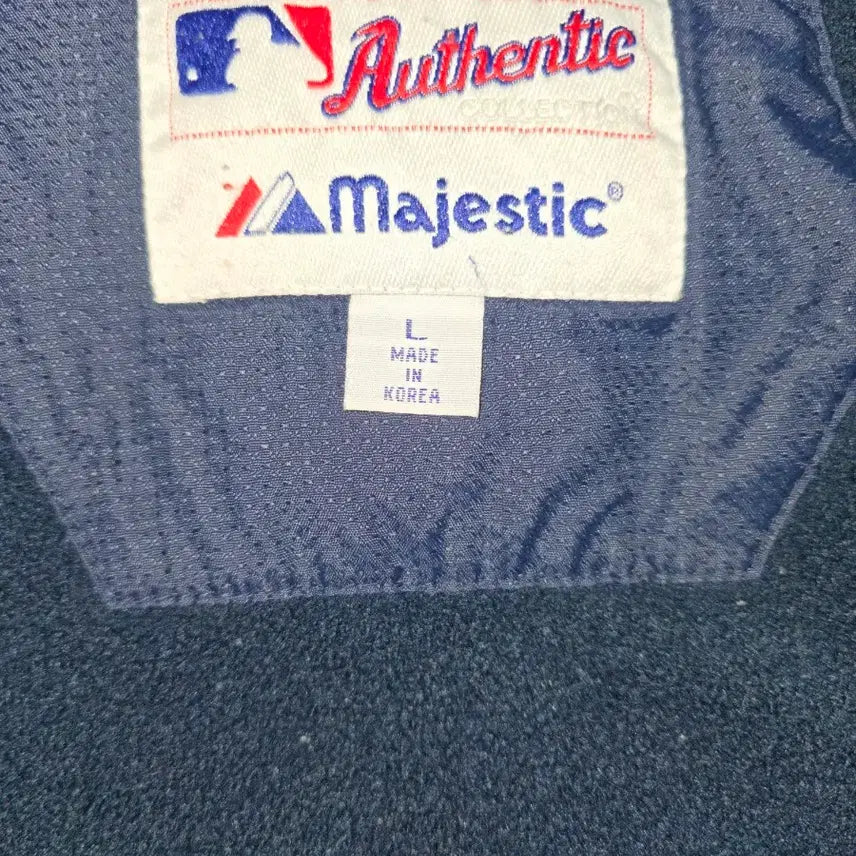 Authentic
COLLECTION
Majestic®
L
MADE
IN
KOREA